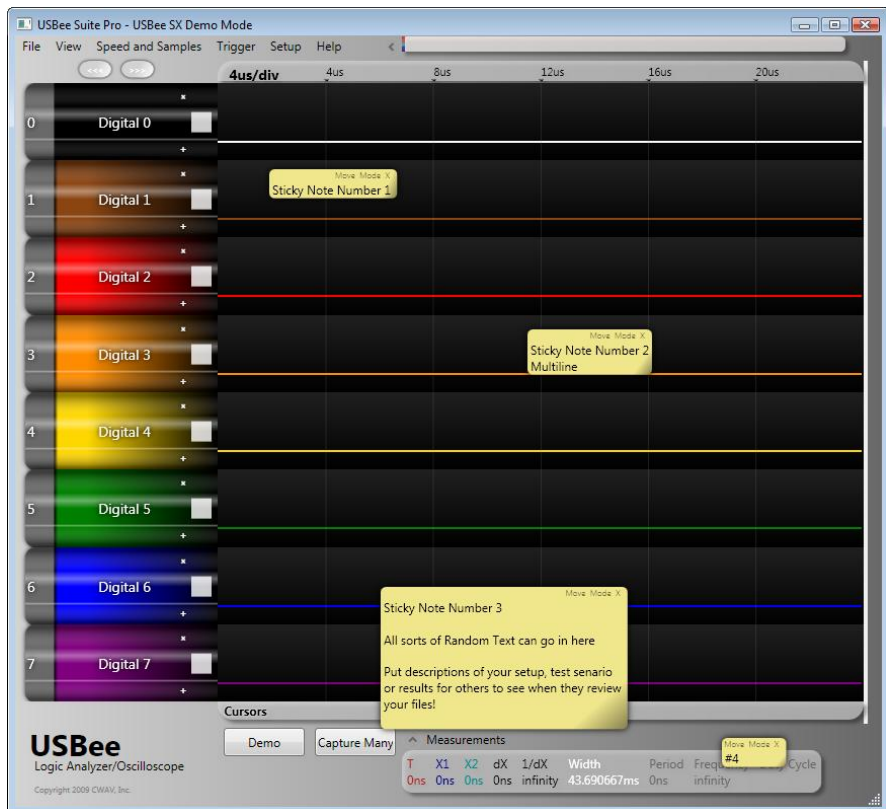 USBee Suite Pro - USBee SX Demo Mode
File View Speed and Samples Trigger Setup Help <
<<< >>>
4us/div 4us 8us 12us 16us 20us
0 Digital 0
Move Mode X
Sticky Note Number 1
1 Digital 1
2 Digital 2
Move Mode X
Sticky Note Number 2
Multiline
3 Digital 3
4 Digital 4
5 Digital 5
6 Digital 6
Move Mode X
Sticky Note Number 3
All sorts of Random Text can go in here
Put descriptions of your setup, test senario
or results for others to see when they review
your files!
7 Digital 7
Cursors
USBee
Logic Analyzer/Oscilloscope
Copyright 2009 CWAV, Inc.
Demo Capture Many
Measurements
Move Mode X
#4
T X1 X2 dX 1/dX Width Period Cycle
0ns 0ns 0ns 0ns infinity 43.690667ms 0ns infinity